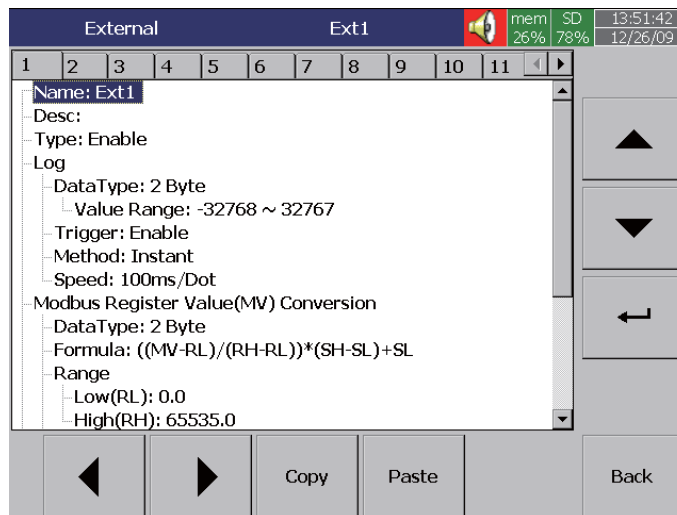 External Ext1 mem SD 13:51:42
26% 78% 12/26/09
1 2 3 4 5 6 7 8 9 10 11
Name: Ext1
Desc:
Type: Enable
Log
DataType: 2 Byte
Value Range: -32768 ~ 32767
Trigger: Enable
Method: Instant
Speed: 100ms/Dot
Modbus Register Value(MV) Conversion
DataType: 2 Byte
Formula: ((MV-RL)/(RH-RL))*(SH-SL)+SL
Range
Low(RL): 0.0
High(RH): 65535.0
Copy Paste Back